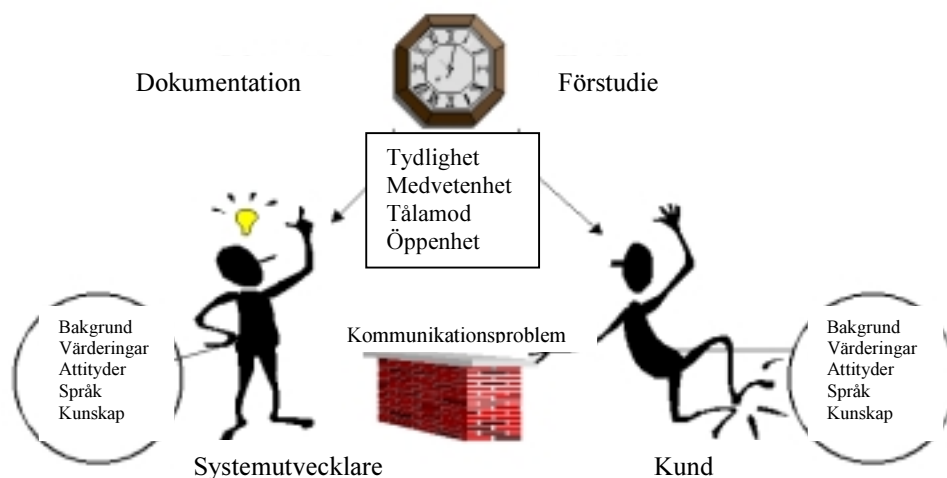 Dokumentation
Förstudie
Tydlighet
Medvetenhet
Tålamod
Öppenhet
Bakgrund
Värderingar
Attityder
Språk
Kunskap
Kommunikationsproblem
Bakgrund
Värderingar
Attityder
Språk
Kunskap
Systemutvecklare
Kund